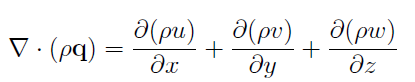 ∇ · (ρ𝐪) = ∂(ρu)/∂x + ∂(ρv)/∂y + ∂(ρw)/∂z